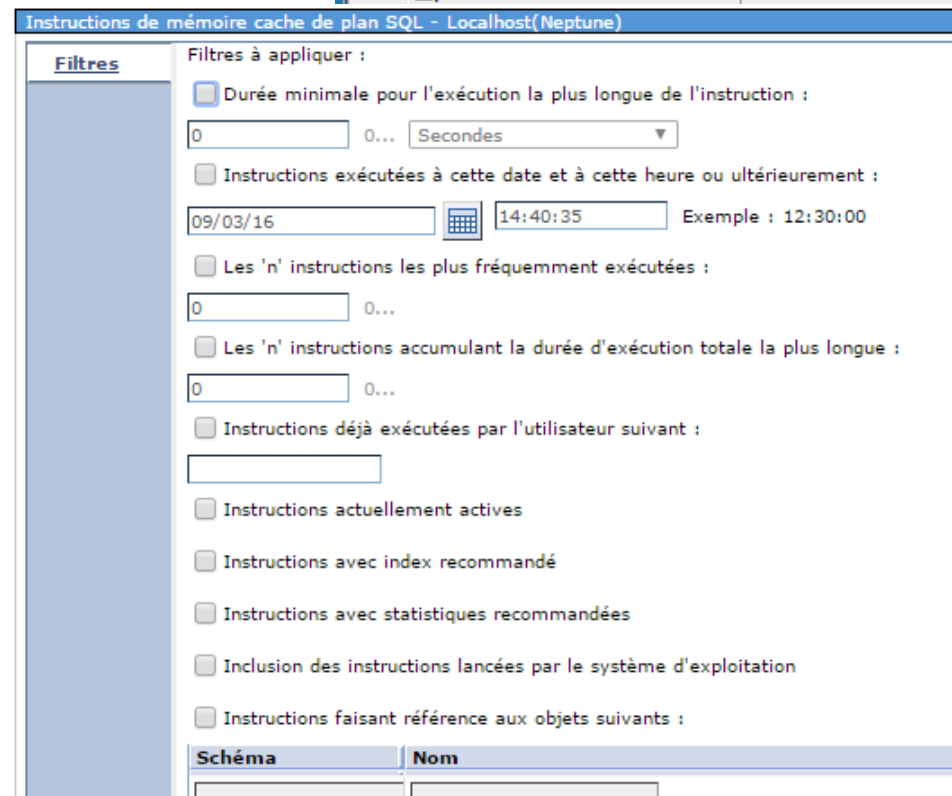 Instructions de mémoire cache de plan SQL - Localhost(Neptune)
Filtres
Filtres à appliquer :
Durée minimale pour l'exécution la plus longue de l'instruction :
0 0... Secondes
Instructions exécutées à cette date et à cette heure ou ultérieurement :
09/03/16 14:40:35 Exemple : 12:30:00
Les 'n' instructions les plus fréquemment exécutées :
0 0...
Les 'n' instructions accumulant la durée d'exécution totale la plus longue :
0 0...
Instructions déjà exécutées par l'utilisateur suivant :
Instructions actuellement actives
Instructions avec index recommandé
Instructions avec statistiques recommandées
Inclusion des instructions lancées par le système d'exploitation
Instructions faisant référence aux objets suivants :
Schéma Nom